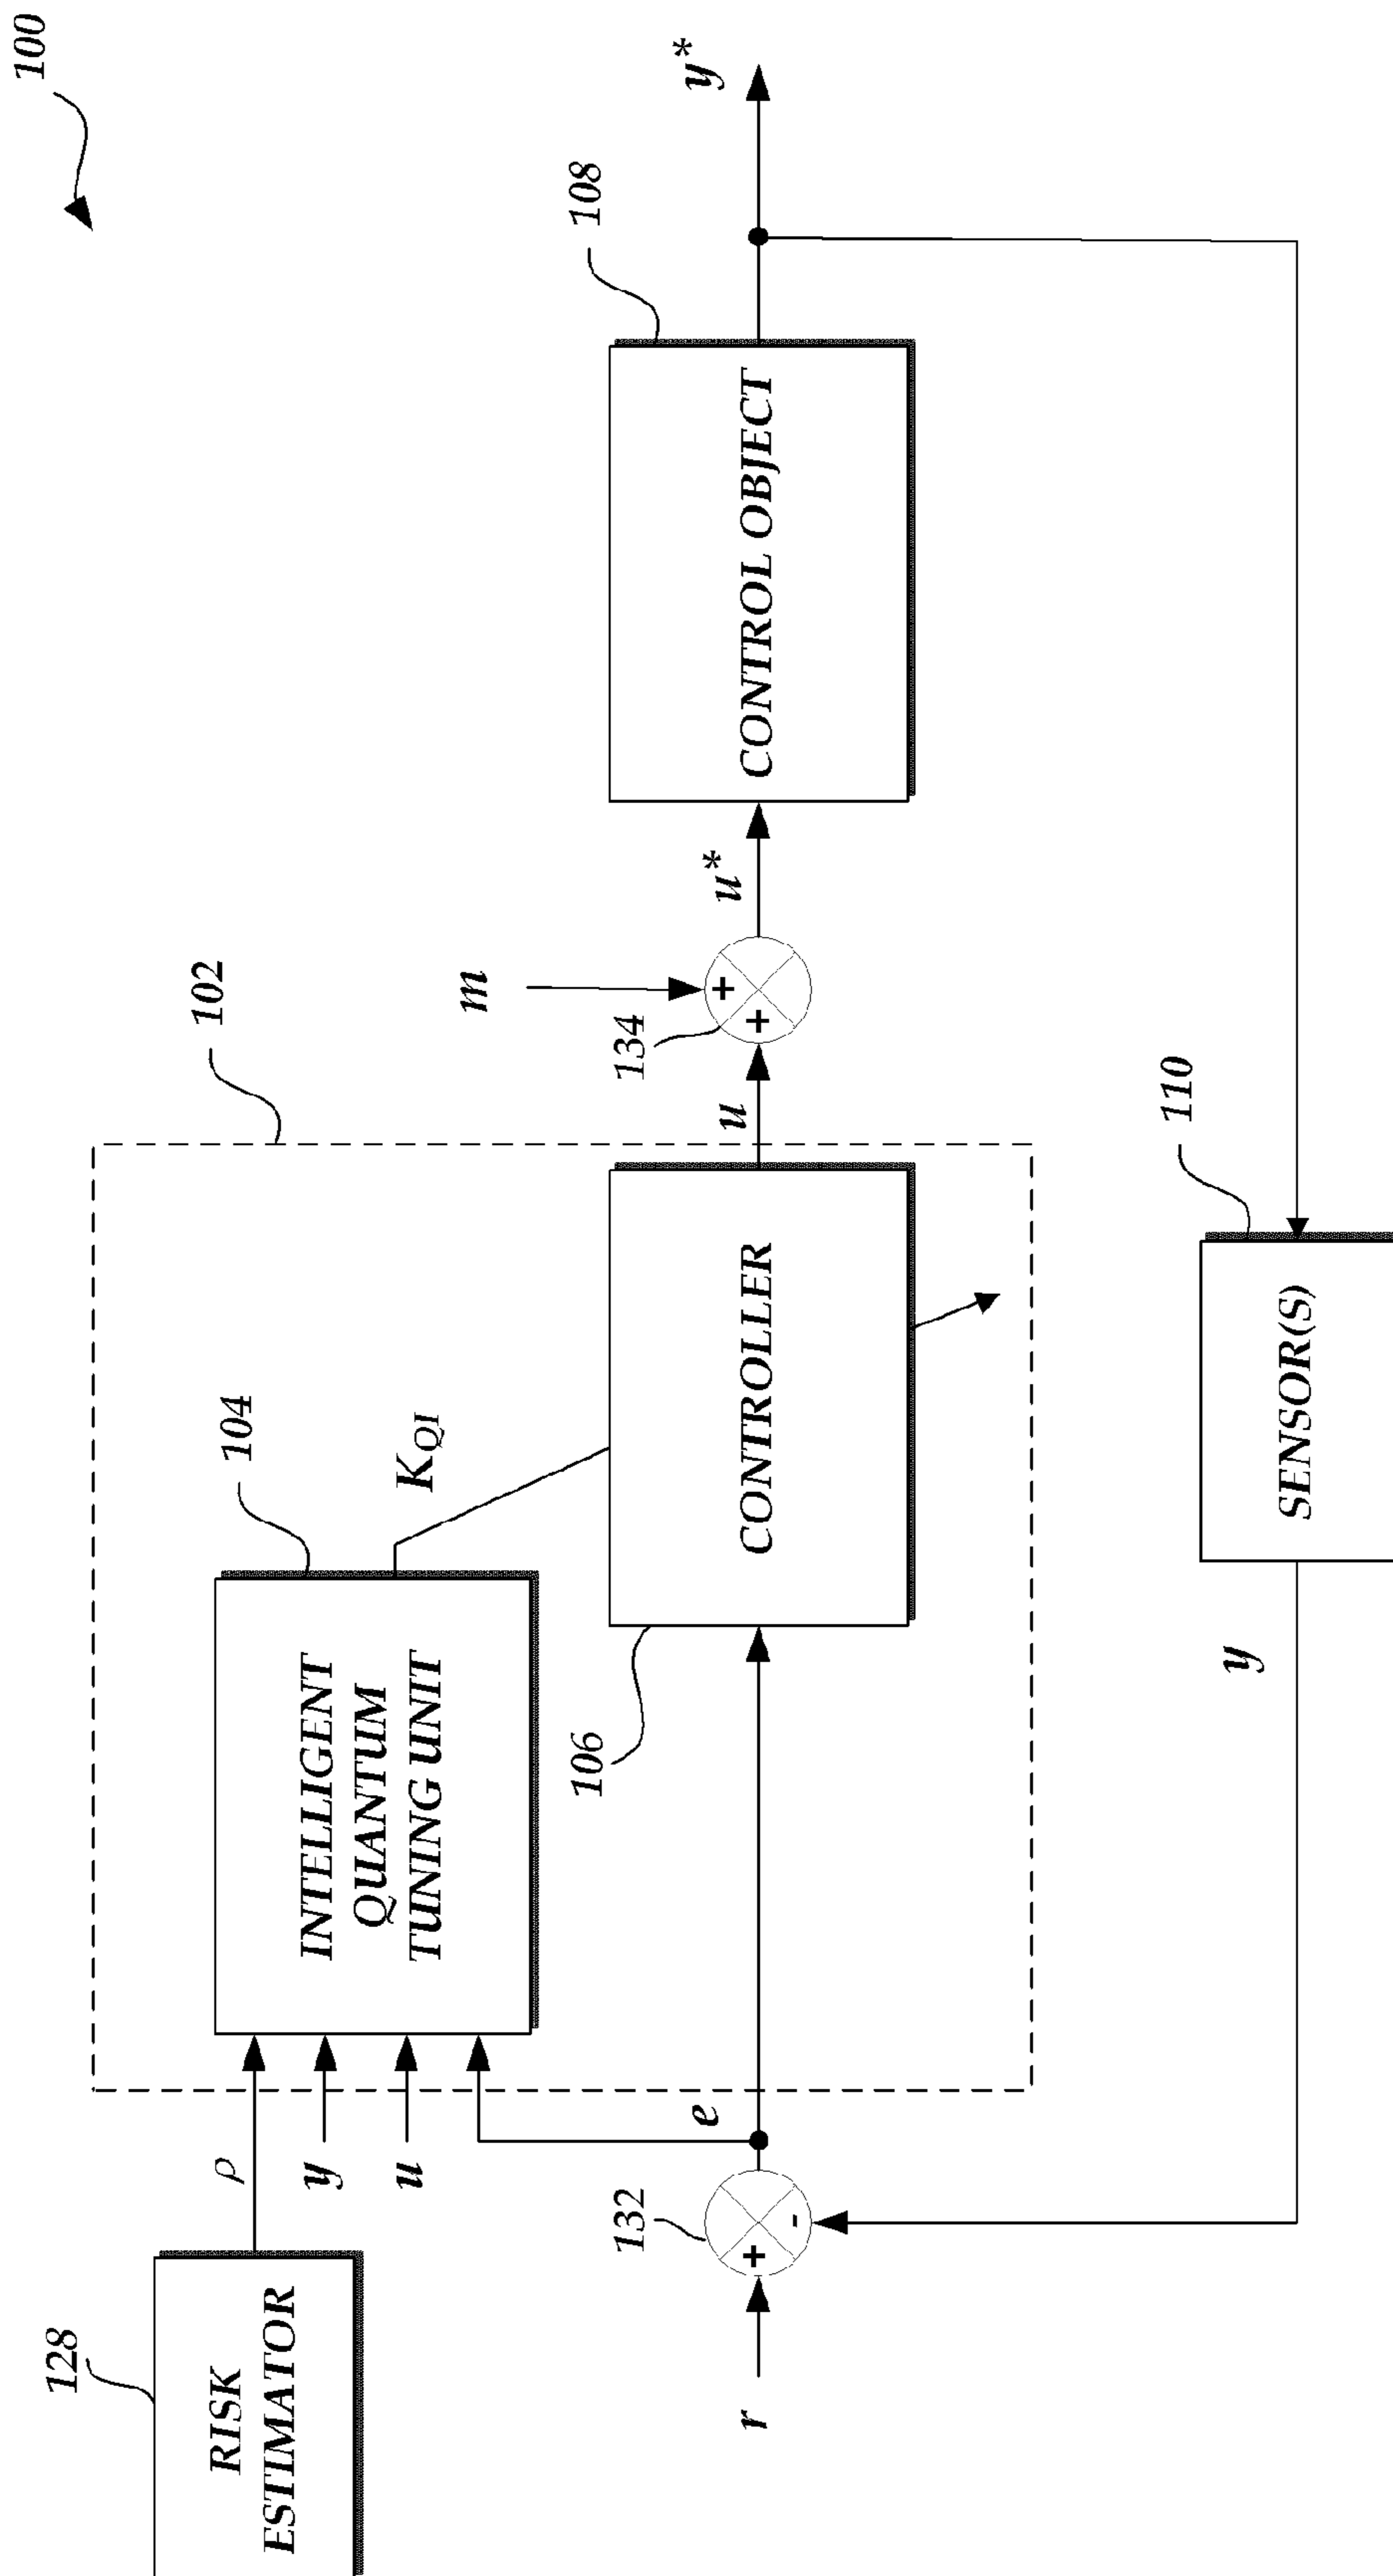 100
128
RISK
ESTIMATOR
ρ
y
u
104
INTELLIGENT
QUANTUM
TUNING UNIT
K_QI
102
106
CONTROLLER
r
132
+
-
e
u
134
+
+
m
u*
108
CONTROL OBJECT
y*
110
SENSOR(S)
y